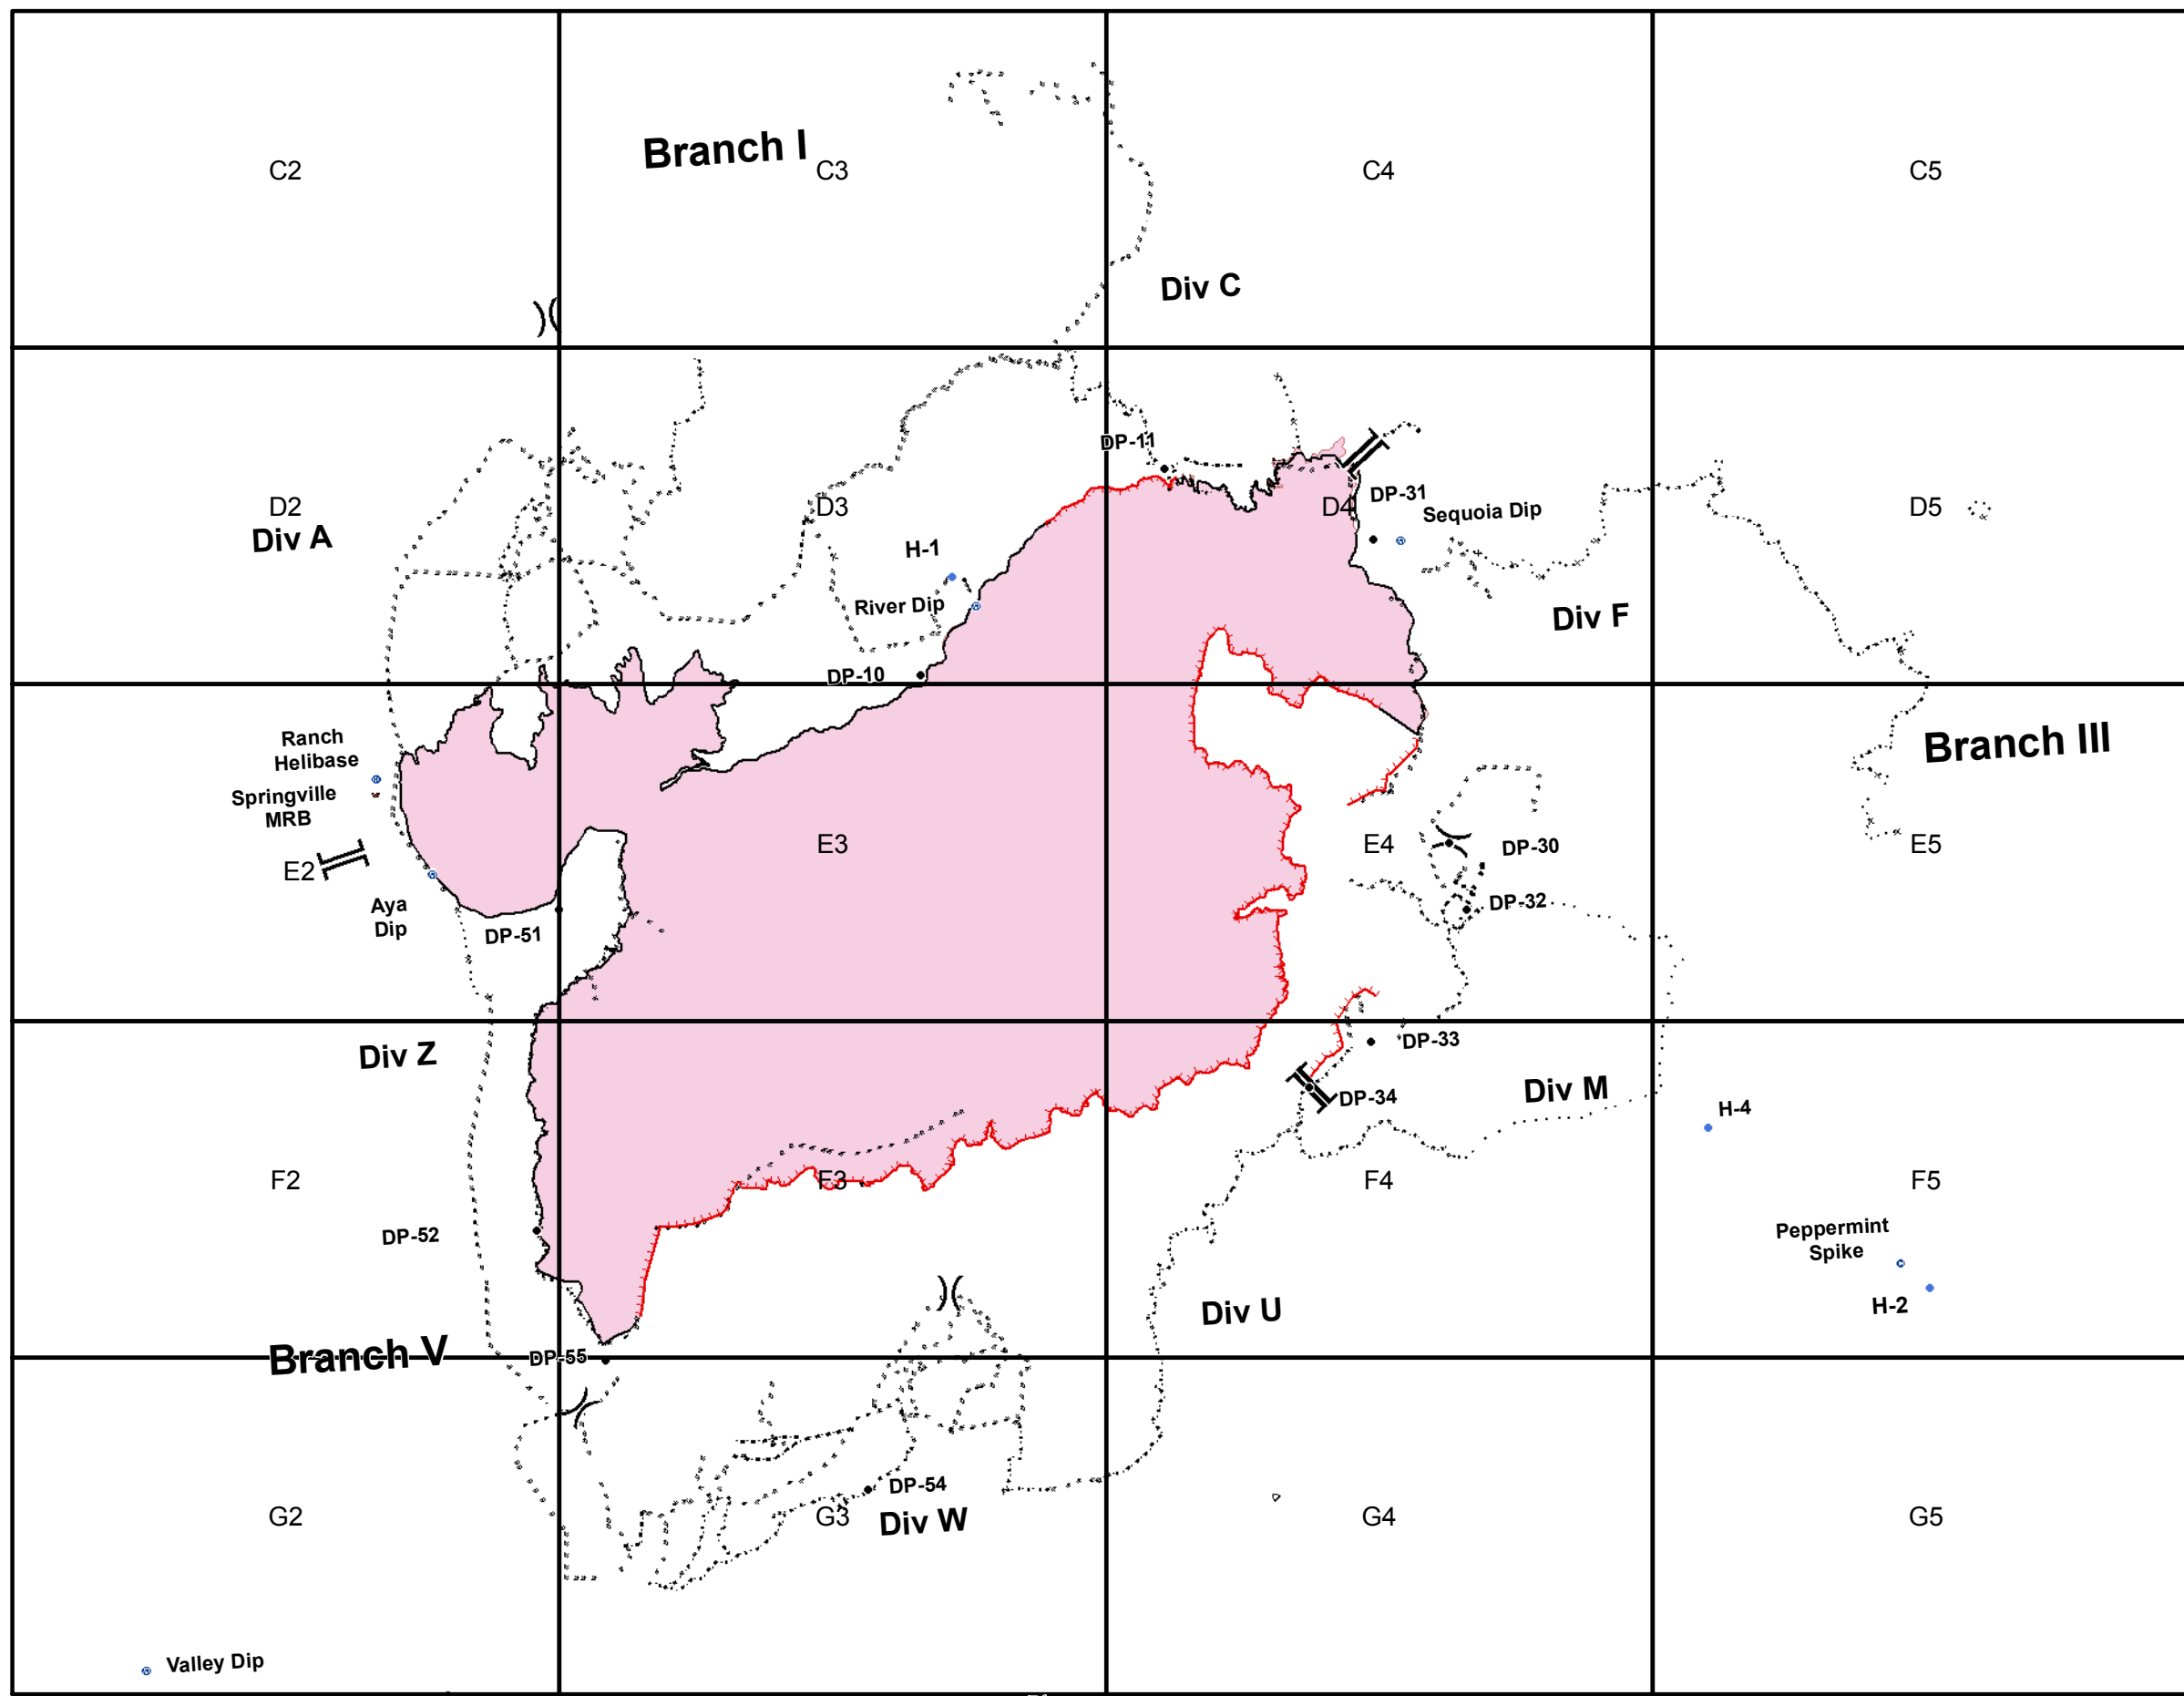 Branch I
C2
C3
C4
C5
Div C
DP-11
DP-31
D2
D3
D4
Sequoia Dip
D5
Div A
H-1
River Dip
Div F
DP-10
Ranch
Helibase
Branch III
Springville
MRB
E2
E3
E4
DP-30
E5
DP-32
Aya
Dip
DP-51
Div Z
DP-33
DP-34
Div M
H-4
F2
F3
F4
F5
DP-52
Peppermint
Spike
Div U
H-2
Branch V
DP-55
DP-54
G2
G3
Div W
G4
G5
Valley Dip